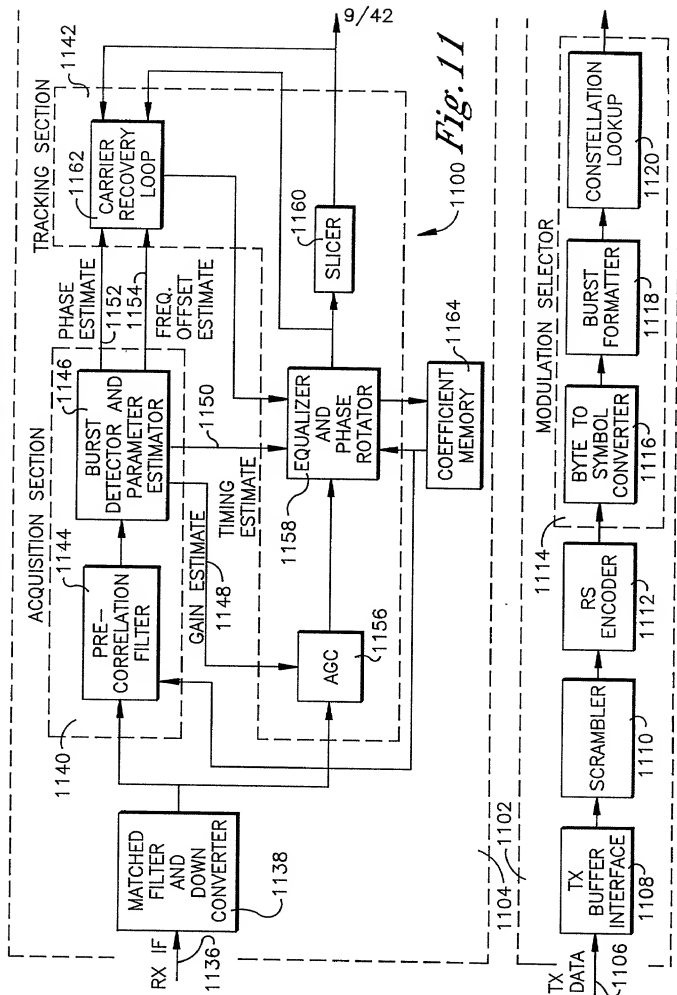 RX IF
1136
MATCHED
FILTER
AND
DOWN
CONVERTER
1138
ACQUISITION SECTION
1140
1144
PRE-
CORRELATION
FILTER
1146
BURST
DETECTOR AND
PARAMETER
ESTIMATOR
GAIN ESTIMATE
1148
TIMING
ESTIMATE
1150
PHASE
ESTIMATE
1152
1154
FREQ.
OFFSET
ESTIMATE
TRACKING SECTION
1142
1162
CARRIER
RECOVERY
LOOP
AGC
1156
1158
EQUALIZER
AND
PHASE
ROTATOR
1160
SLICER
9/42
COEFFICIENT
MEMORY
1164
1100
Fig. 11
1104
1102
TX
DATA
1106
TX
BUFFER
INTERFACE
1108
SCRAMBLER
1110
RS
ENCODER
1112
MODULATION SELECTOR
1114
BYTE TO
SYMBOL
CONVERTER
1116
BURST
FORMATTER
1118
CONSTELLATION
LOOKUP
1120